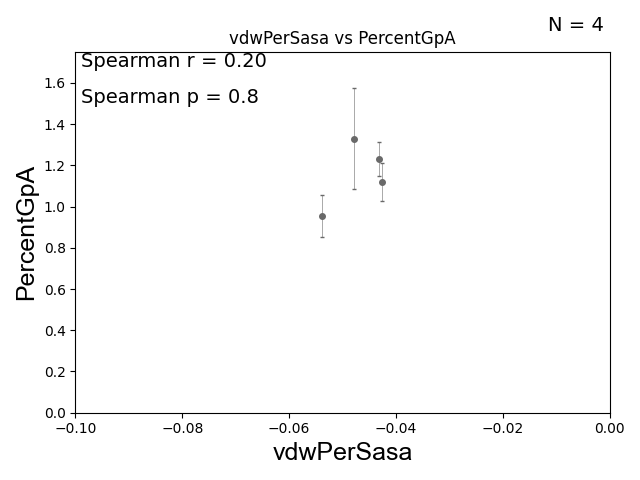 N = 4
vdwPerSasa vs PercentGpA
Spearman r = 0.20
Spearman p = 0.8
PercentGpA
1.6
1.4
1.2
1.0
0.8
0.6
0.4
0.2
0.0
−0.10 −0.08 −0.06 −0.04 −0.02 0.00
vdwPerSasa